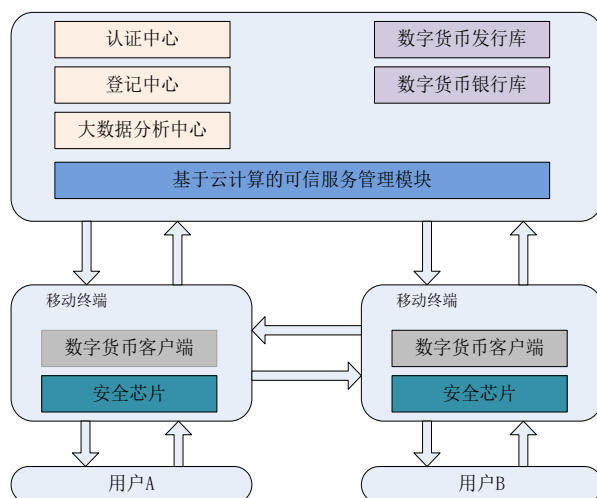 认证中心
数字货币发行库
登记中心
数字货币银行库
大数据分析中心
基于云计算的可信服务管理模块
移动终端
移动终端
数字货币客户端
数字货币客户端
安全芯片
安全芯片
用户A
用户B